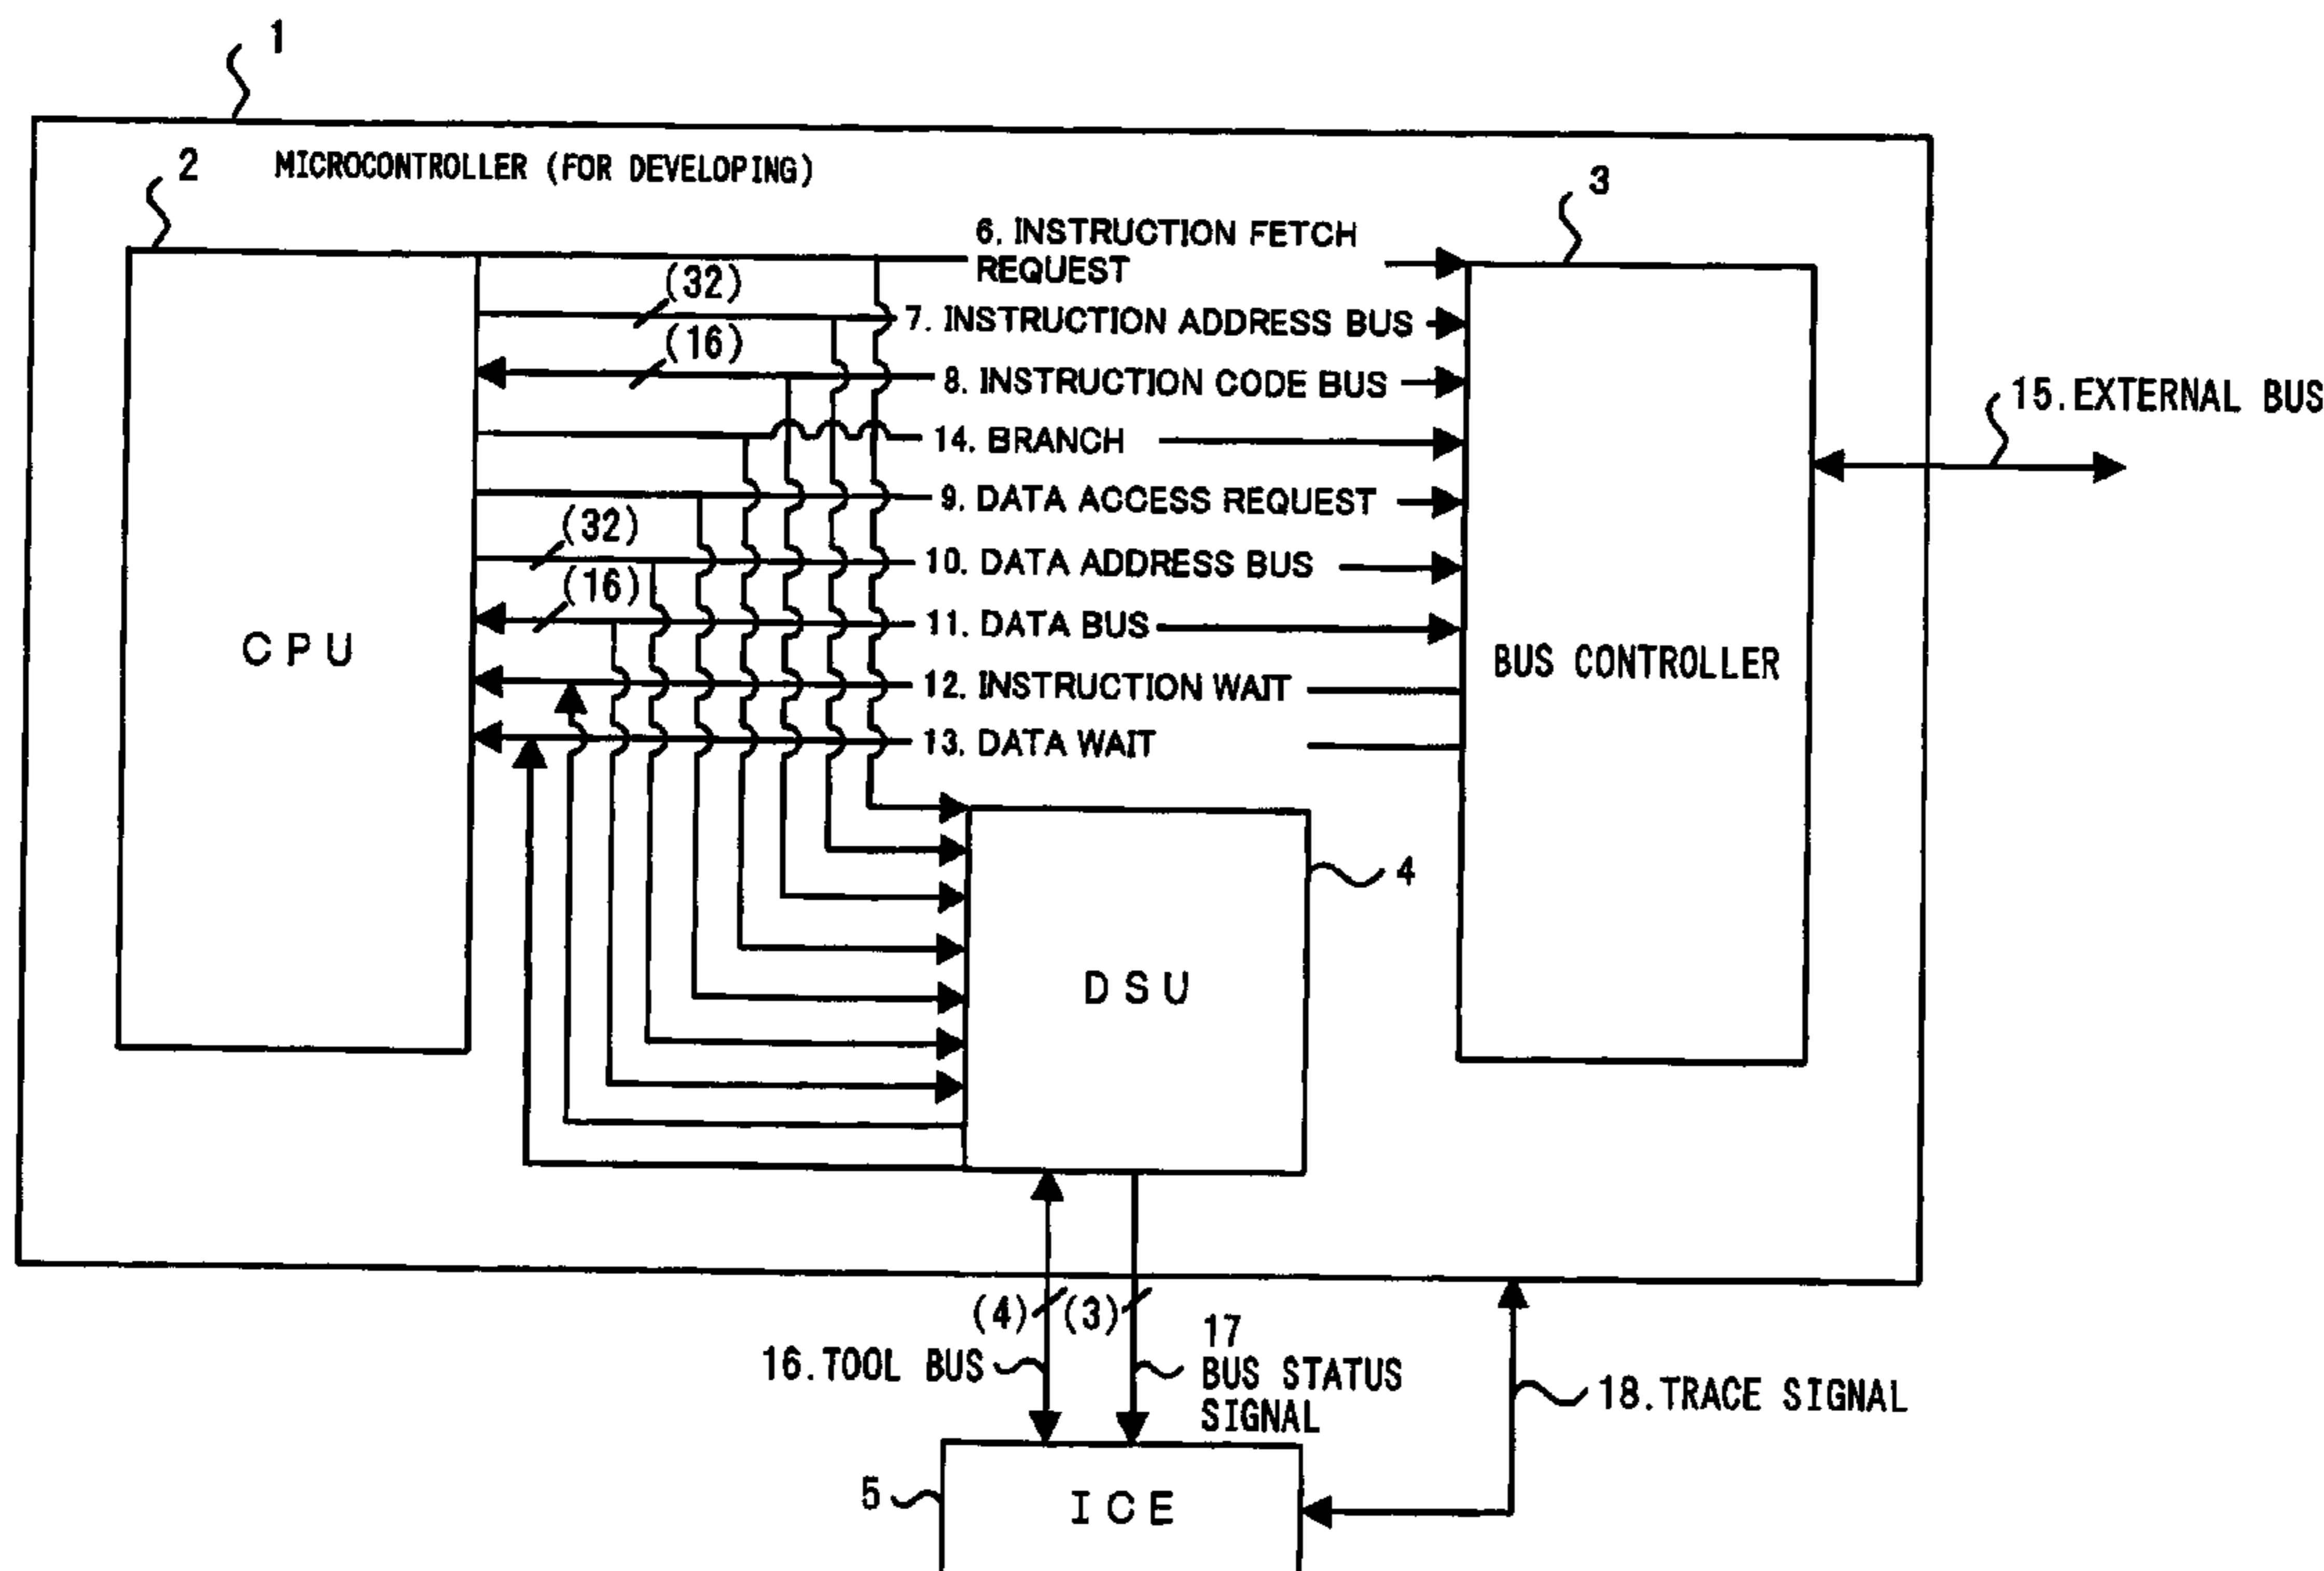 1
2
MICROCONTROLLER (FOR DEVELOPING)
3
6. INSTRUCTION FETCH
REQUEST
(32)
7. INSTRUCTION ADDRESS BUS
(16)
8. INSTRUCTION CODE BUS
15.EXTERNAL BUS
14. BRANCH
9. DATA ACCESS REQUEST
(32)
10. DATA ADDRESS BUS
(16)
11. DATA BUS
CPU
BUS CONTROLLER
12. INSTRUCTION WAIT
13. DATA WAIT
4
DSU
(4)
(3)
16.TOOL BUS
17
BUS STATUS
SIGNAL
18.TRACE SIGNAL
5
ICE